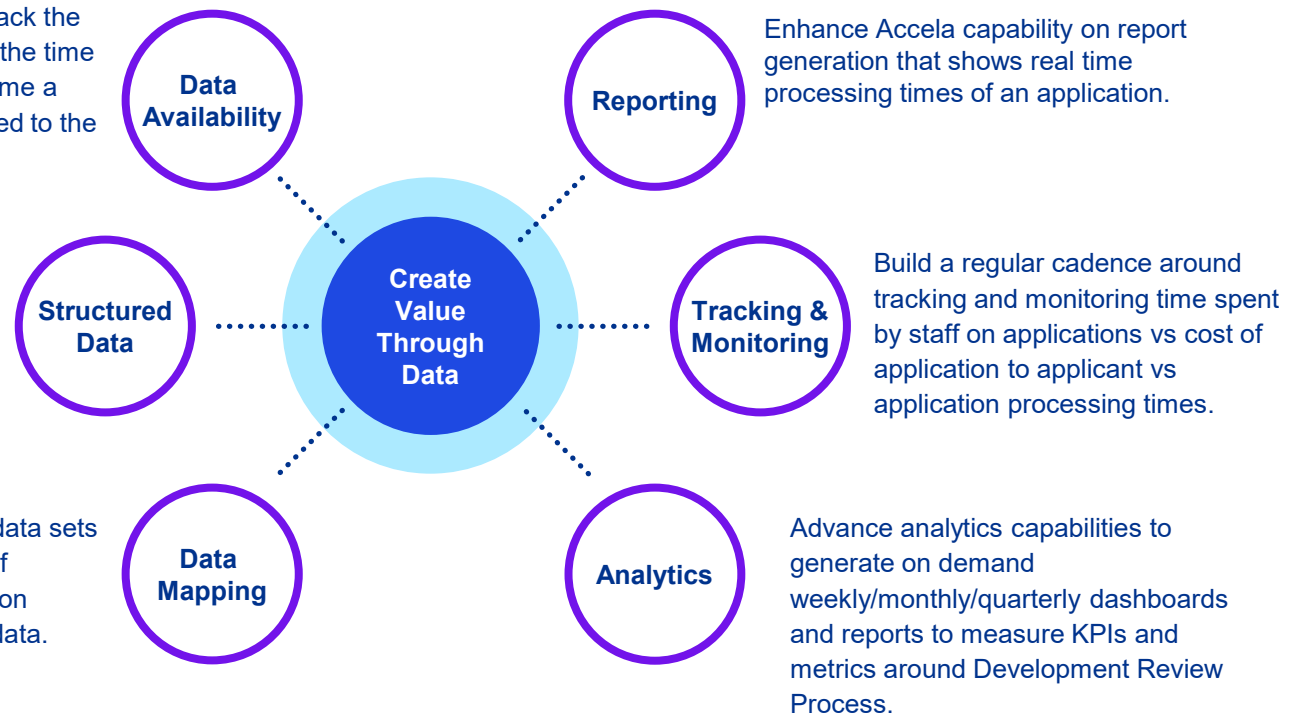 ack the
the time
me a
ed to the
Data
Availability
Reporting
Enhance Accela capability on report
generation that shows real time
processing times of an application.
Structured
Data
Create
Value
Through
Data
Tracking &
Monitoring
Build a regular cadence around
tracking and monitoring time spent
by staff on applications vs cost of
application to applicant vs
application processing times.
data sets
f
on
data.
Data
Mapping
Analytics
Advance analytics capabilities to
generate on demand
weekly/monthly/quarterly dashboards
and reports to measure KPIs and
metrics around Development Review
Process.